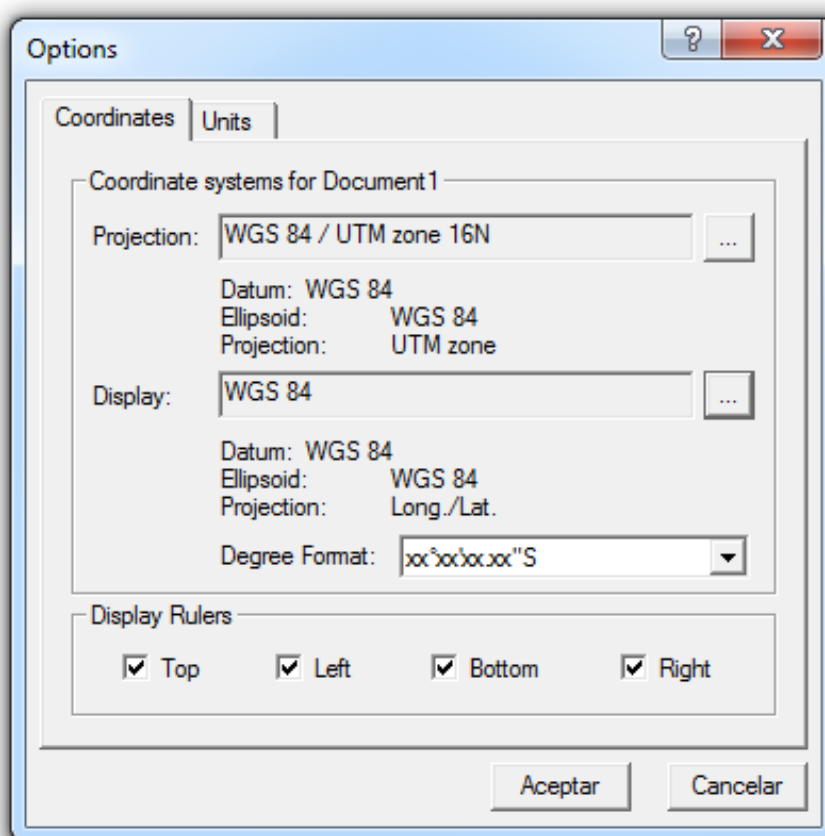 Options
Coordinates Units
Coordinate systems for Document1
Projection: WGS 84 / UTM zone 16N ...
Datum: WGS 84
Ellipsoid: WGS 84
Projection: UTM zone
Display: WGS 84 ...
Datum: WGS 84
Ellipsoid: WGS 84
Projection: Long./Lat.
Degree Format: xx°xx'xx.xx"S
Display Rulers
Top Left Bottom Right
Aceptar Cancelar